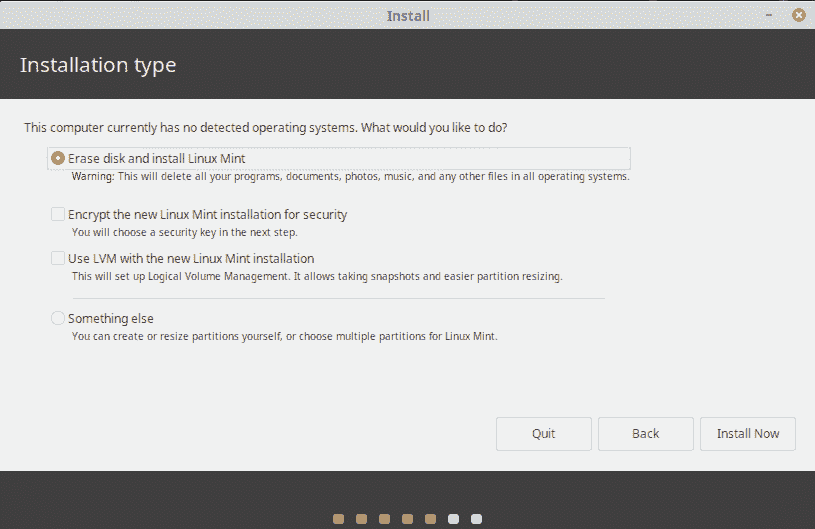 Install
Installation type
This computer currently has no detected operating systems. What would you like to do?
Erase disk and install Linux Mint
Warning: This will delete all your programs, documents, photos, music, and any other files in all operating systems.
Encrypt the new Linux Mint installation for security
You will choose a security key in the next step.
Use LVM with the new Linux Mint installation
This will set up Logical Volume Management. It allows taking snapshots and easier partition resizing.
Something else
You can create or resize partitions yourself, or choose multiple partitions for Linux Mint.
Quit Back Install Now